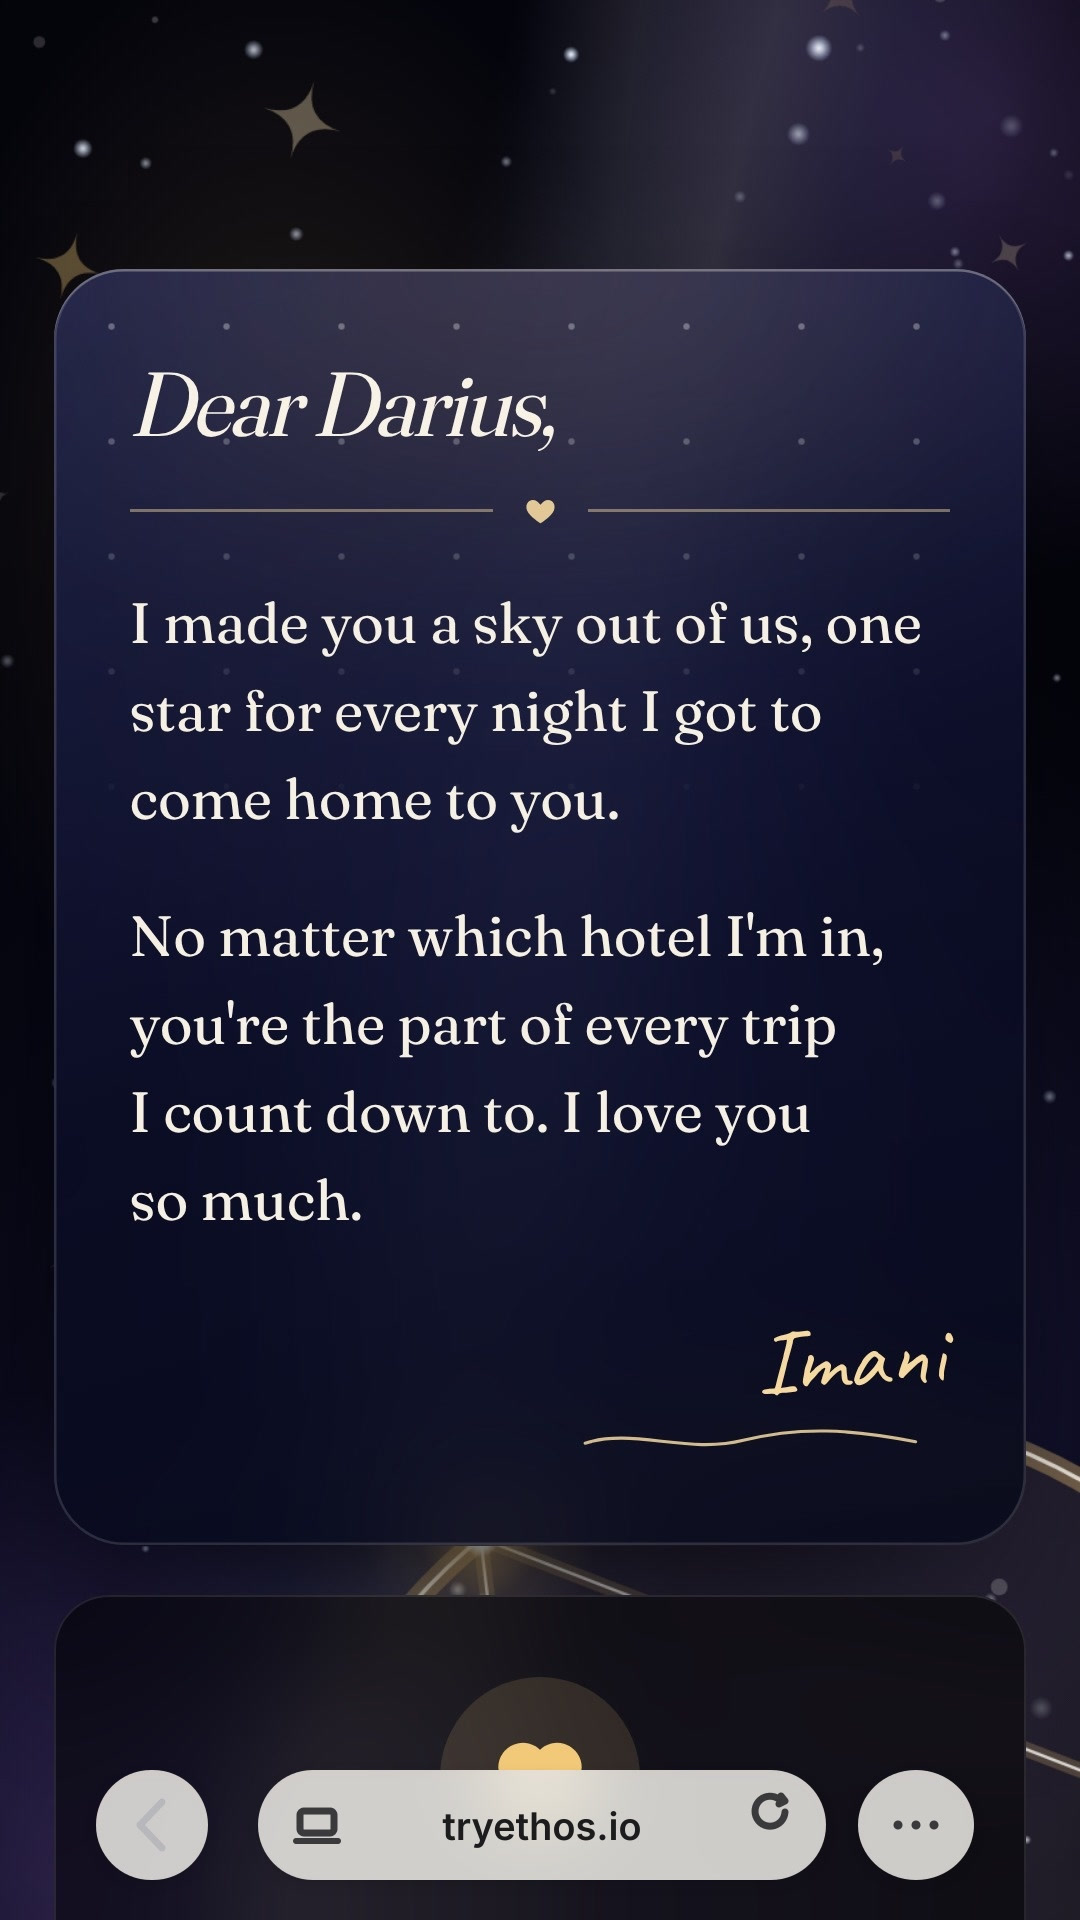 Dear Darius,
I made you a sky out of us, one
star for every night I got to
come home to you.
No matter which hotel I'm in,
you're the part of every trip
I count down to. I love you
so much.
Imani
tryethos.io